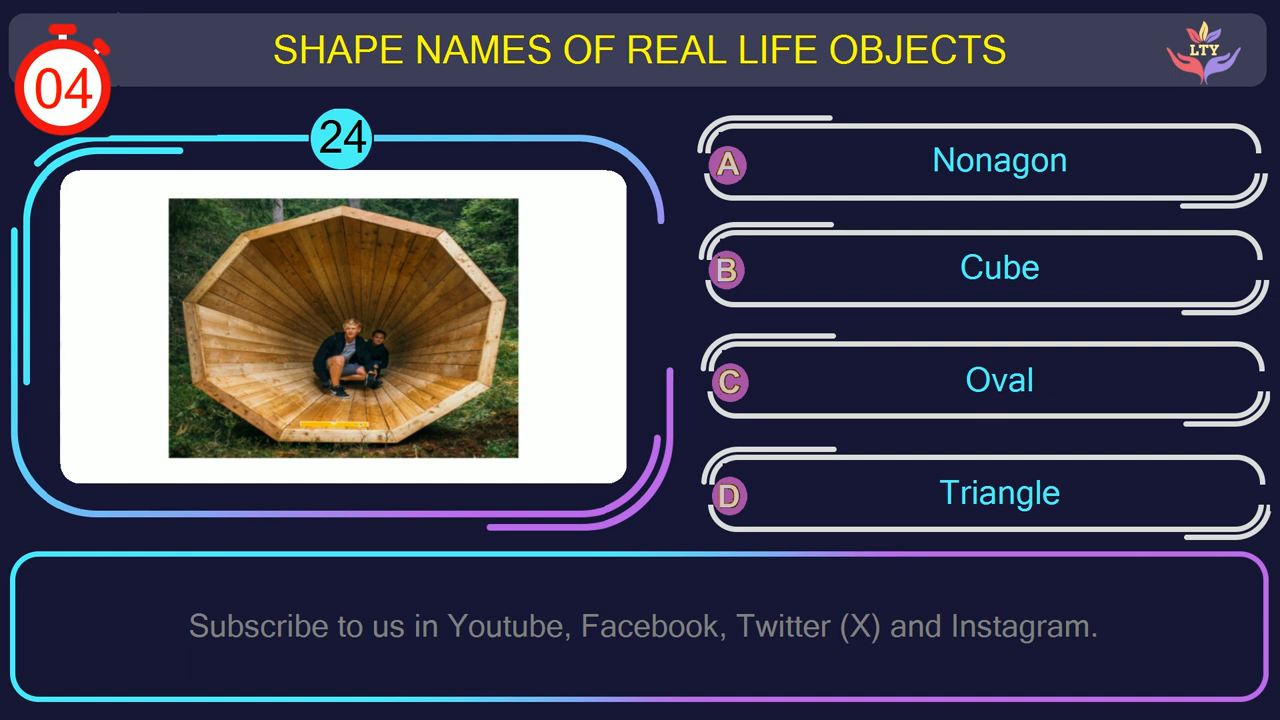 SHAPE NAMES OF REAL LIFE OBJECTS
LTY
04
24
A Nonagon
B Cube
C Oval
D Triangle
Subscribe to us in Youtube, Facebook, Twitter (X) and Instagram.